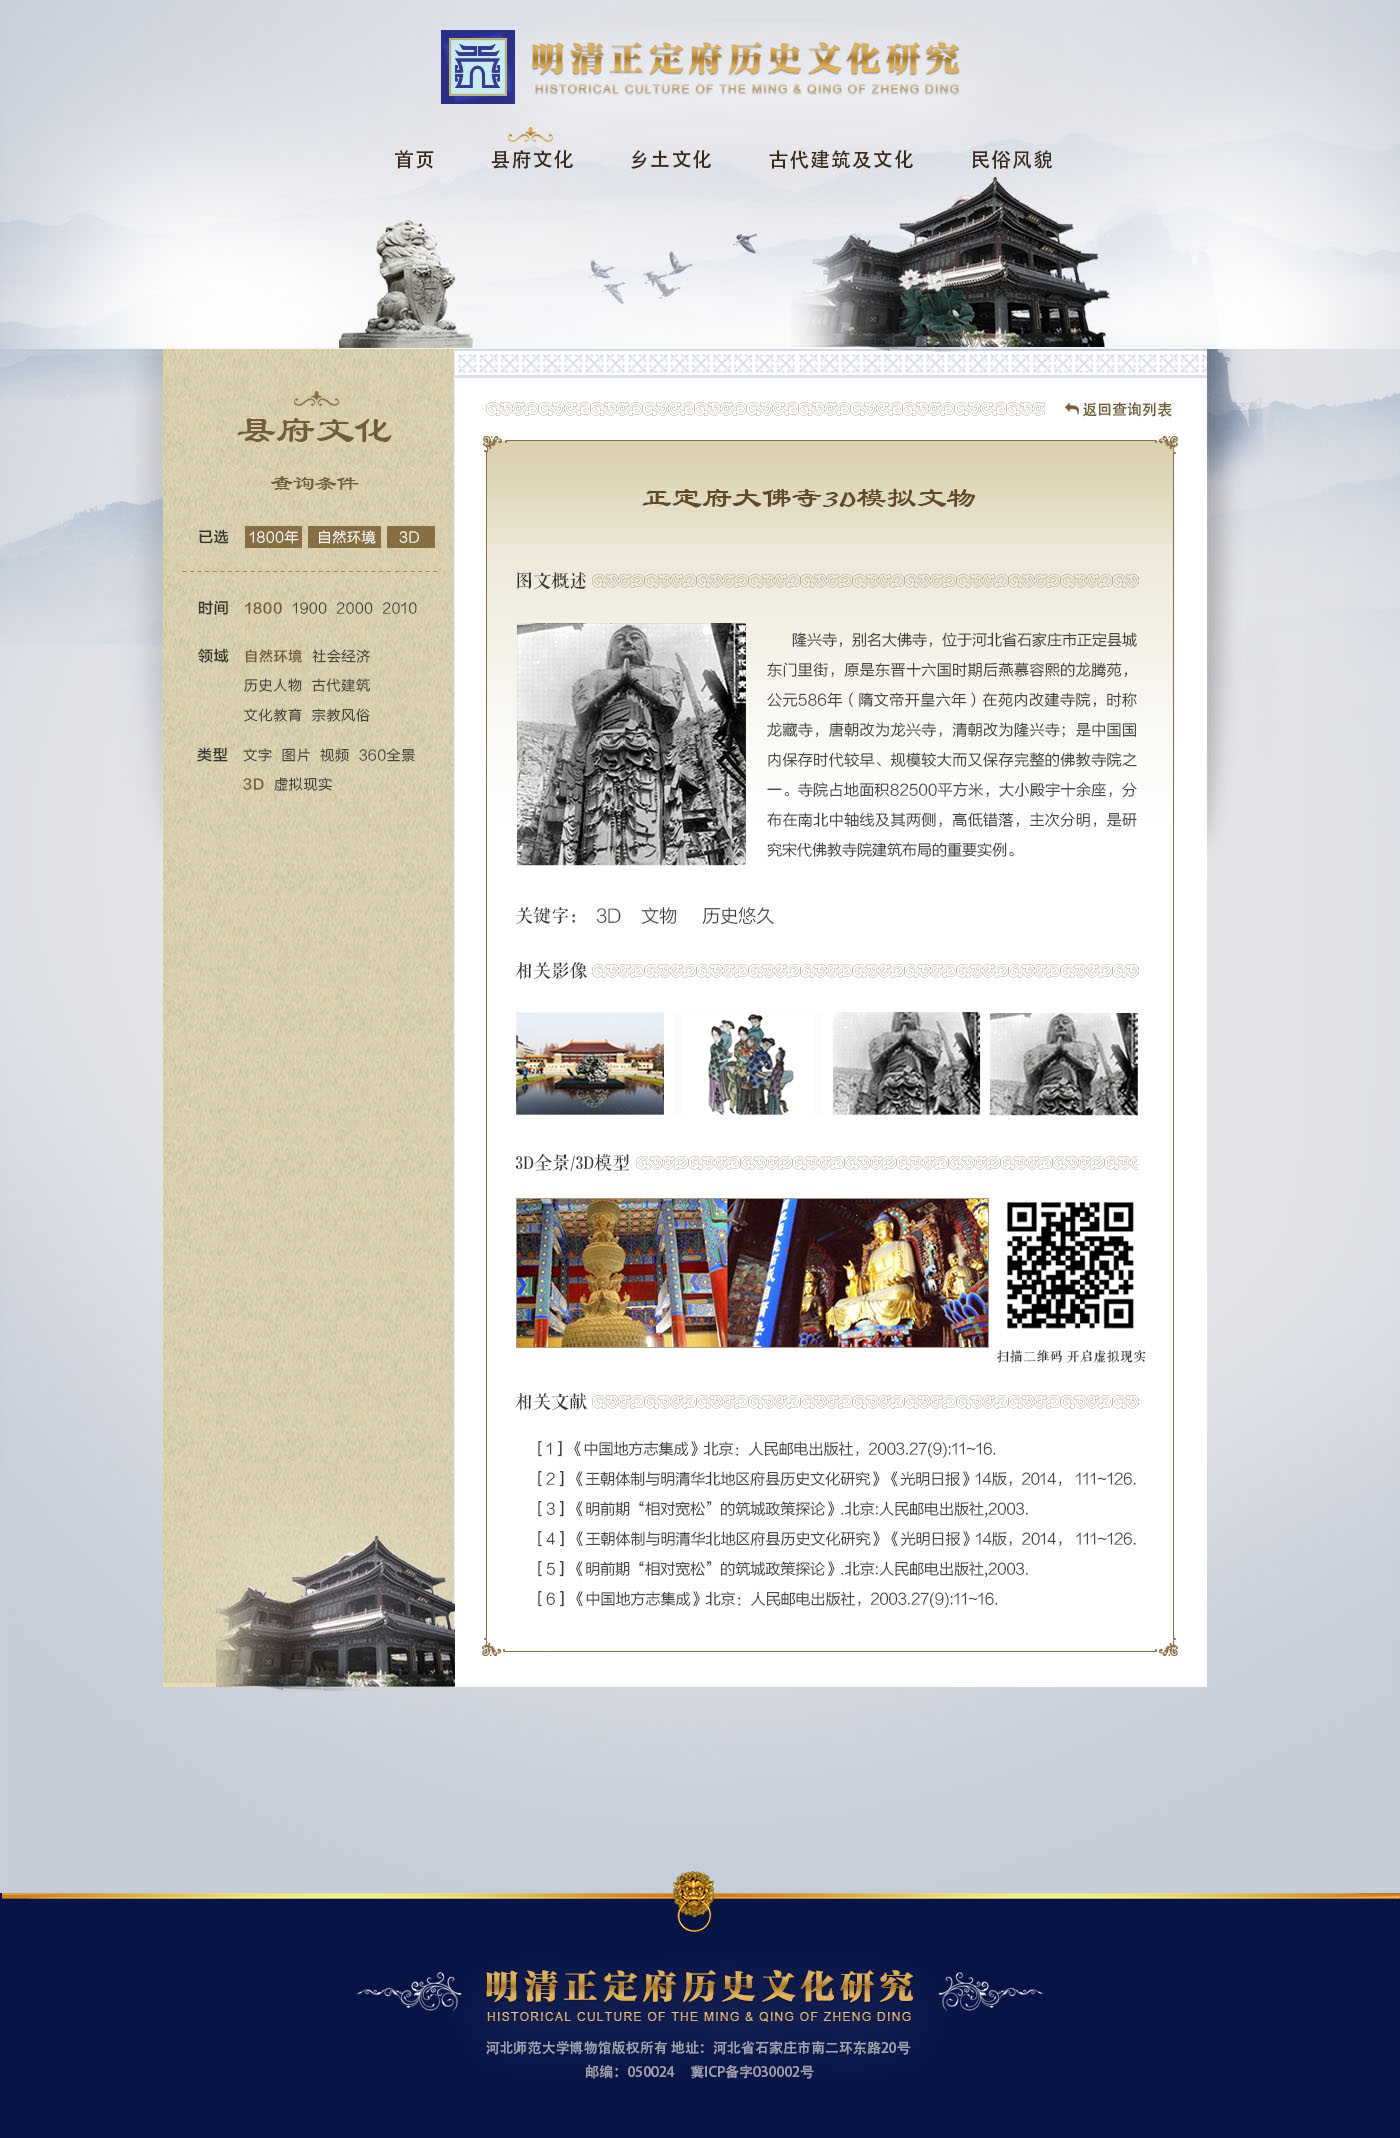 明清正定府历史文化研究
HISTORICAL CULTURE OF THE MING & QING OF ZHENG DING
首页 县府文化 乡土文化 古代建筑及文化 民俗风貌
县府文化
查询条件
已选 1800年 自然环境 3D
时间 1800 1900 2000 2010
领域 自然环境 社会经济
历史人物 古代建筑
文化教育 宗教风俗
类型 文字 图片 视频 360全景
3D 虚拟现实
返回查询列表
正定府大佛寺3D模拟文物
图文概述
隆兴寺，别名大佛寺，位于河北省石家庄市正定县城
东门里街，原是东晋十六国时期后燕慕容熙的龙腾苑，
公元586年（隋文帝开皇六年）在苑内改建寺院，时称
龙藏寺，唐朝改为龙兴寺，清朝改为隆兴寺；是中国国
内保存时代较早、规模较大而又保存完整的佛教寺院之
一。寺院占地面积82500平方米，大小殿宇十余座，分
布在南北中轴线及其两侧，高低错落，主次分明，是研
究宋代佛教寺院建筑布局的重要实例。
关键字： 3D 文物 历史悠久
相关影像
3D全景/3D模型
扫描二维码 开启虚拟现实
相关文献
[ 1 ]《中国地方志集成》北京：人民邮电出版社，2003.27(9):11~16.
[ 2 ]《王朝体制与明清华北地区府县历史文化研究》《光明日报》14版，2014， 111~126.
[ 3 ]《明前期“相对宽松”的筑城政策探论》.北京:人民邮电出版社,2003.
[ 4 ]《王朝体制与明清华北地区府县历史文化研究》《光明日报》14版，2014， 111~126.
[ 5 ]《明前期“相对宽松”的筑城政策探论》.北京:人民邮电出版社,2003.
[ 6 ]《中国地方志集成》北京：人民邮电出版社，2003.27(9):11~16.
明清正定府历史文化研究
HISTORICAL CULTURE OF THE MING & QING OF ZHENG DING
河北师范大学博物馆版权所有 地址：河北省石家庄市南二环东路20号
邮编：050024 冀ICP备字030002号